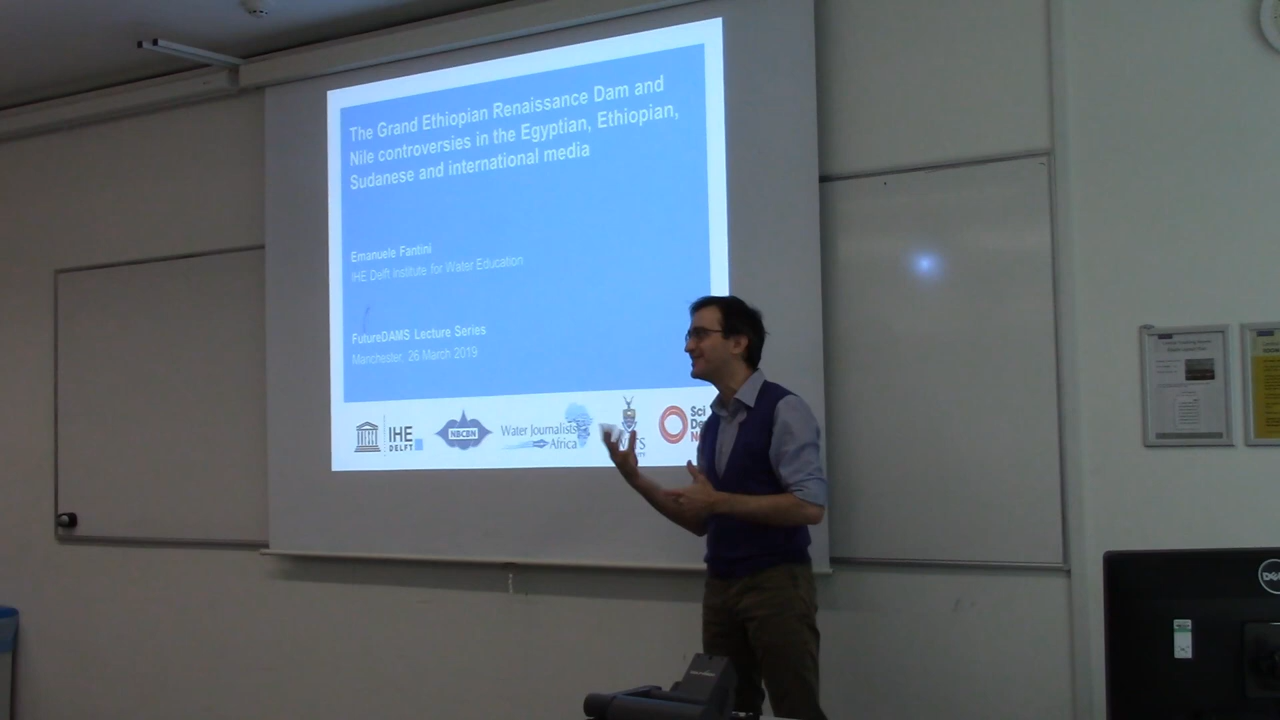 The Grand Ethiopian Renaissance Dam and
Nile controversies in the Egyptian, Ethiopian,
Sudanese and international media
Emanuele Fantini
IHE Delft Institute for Water Education
FutureDAMS Lecture Series
Manchester, 26 March 2019
IHE
DELFT
NBCBN
Water Journalists
Africa
Sci